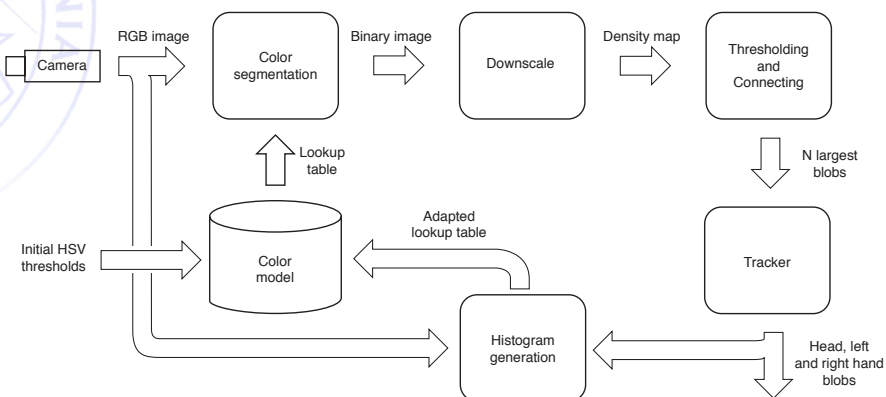 RGB image
Camera
Color
segmentation
Binary image
Downscale
Density map
Thresholding
and
Connecting
Lookup
table
N largest
blobs
Initial HSV
thresholds
Color
model
Adapted
lookup table
Tracker
Histogram
generation
Head, left
and right hand
blobs